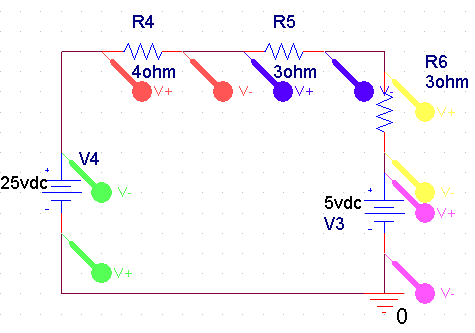 R4
R5
4ohm
3ohm
R6
3ohm
V+
V-
V+
V+
-
25vdc
+
-
V4
V-
V+
5vdc
V3
+
-
V-
V+
V-
0